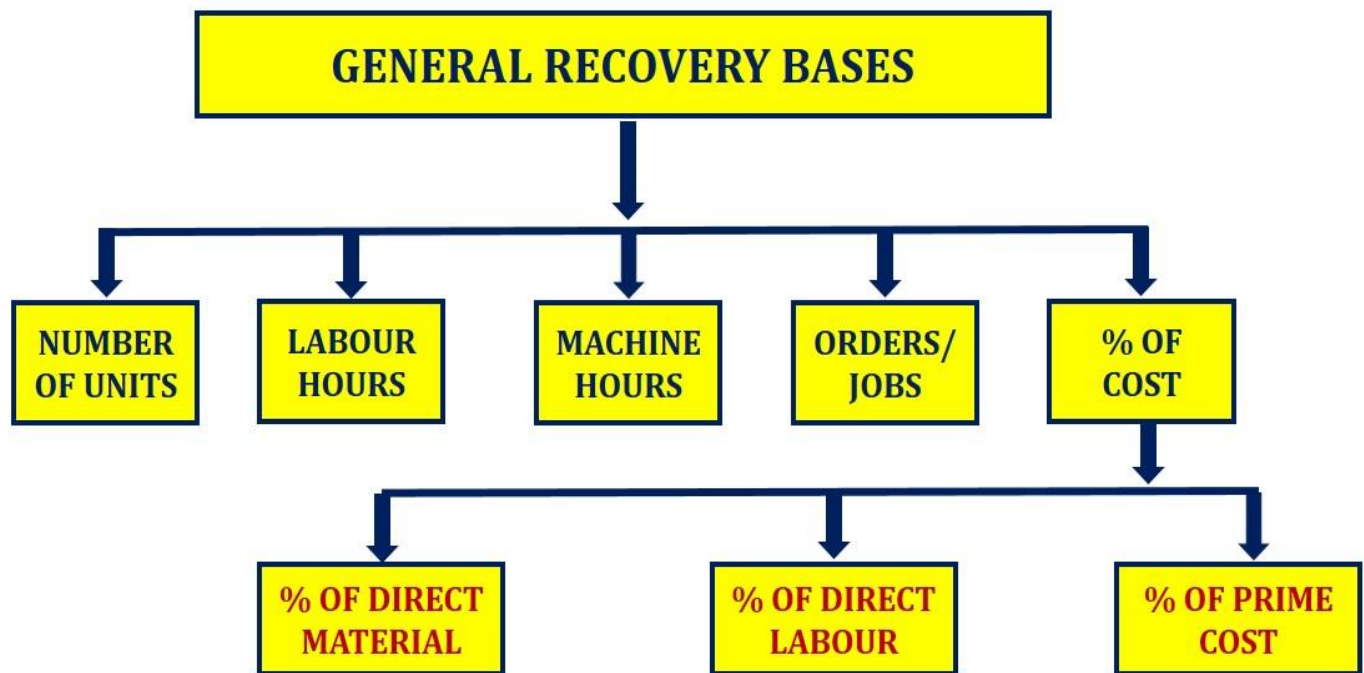 GENERAL RECOVERY BASES
NUMBER
OF UNITS
LABOUR
HOURS
MACHINE
HOURS
ORDERS/
JOBS
% OF
COST
% OF DIRECT
MATERIAL
% OF DIRECT
LABOUR
% OF PRIME
COST